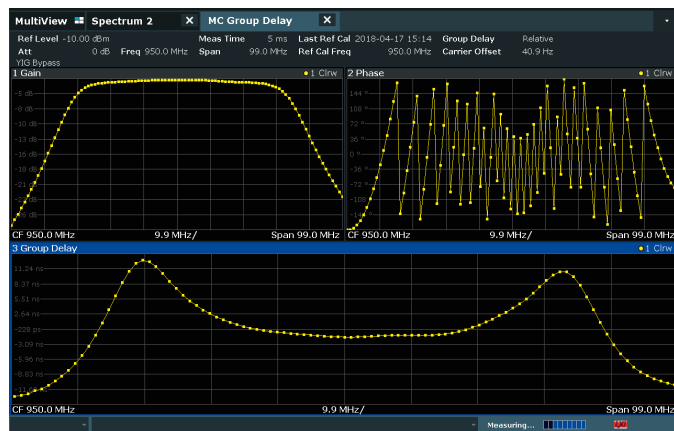 MultiView Spectrum 2 X MC Group Delay X
Ref Level -10.00 dBm Meas Time 5 ms Last Ref Cal 2018-04-17 15:14 Group Delay Relative
Att 0 dB Freq 950.0 MHz Span 99.0 MHz Ref Cal Freq 950.0 MHz Carrier Offset 40.9 Hz
YIG Bypass
1 Gain 1 Clrw
-5 dB
-8 dB
-10 dB
-13 dB
-16 dB
-18 dB
-21 dB
CF 950.0 MHz 9.9 MHz/ Span 99.0 MHz
2 Phase 1 Clrw
144 °
108 °
72 °
36 °
0 °
-36 °
-72 °
CF 950.0 MHz 9.9 MHz/ Span 99.0 MHz
3 Group Delay 1 Clrw
11.24 ns
8.37 ns
5.51 ns
2.64 ns
-228 ps
-3.09 ns
-5.96 ns
-8.83 ns
CF 950.0 MHz 9.9 MHz/ Span 99.0 MHz
Measuring...